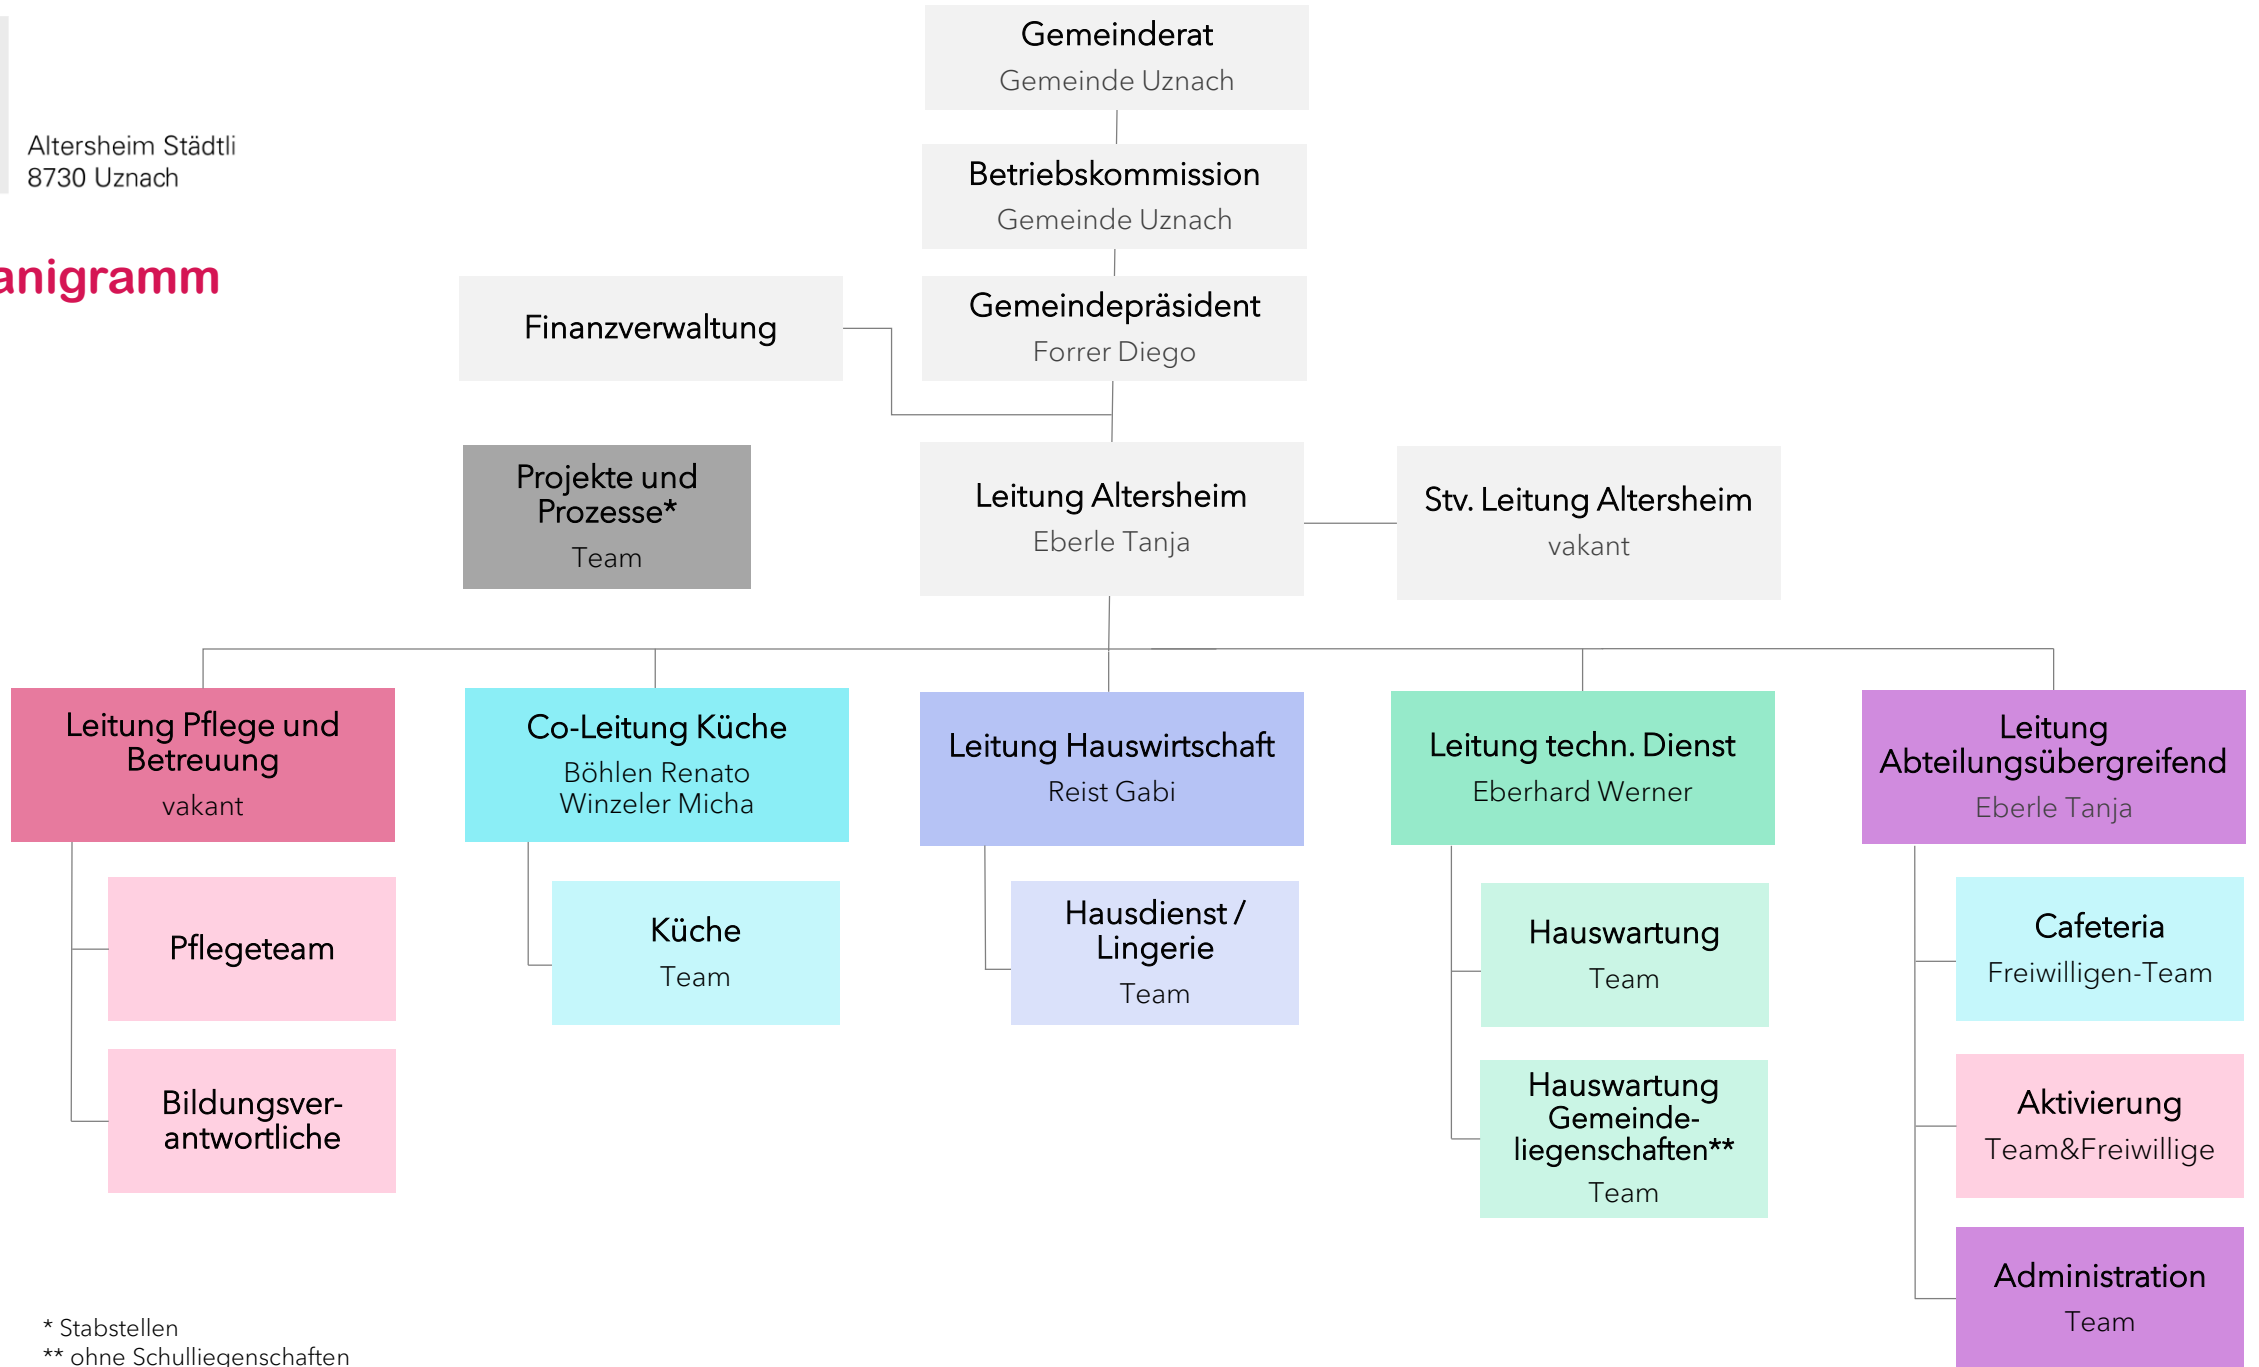 Altersheim Städtli
8730 Uznach
anigramm
Gemeinderat
Gemeinde Uznach
Betriebskommission
Gemeinde Uznach
Finanzverwaltung
Gemeindepräsident
Forrer Diego
Projekte und
Prozesse*
Team
Leitung Altersheim
Eberle Tanja
Stv. Leitung Altersheim
vakant
Leitung Pflege und
Betreuung
vakant
Co-Leitung Küche
Böhlen Renato
Winzeler Micha
Leitung Hauswirtschaft
Reist Gabi
Leitung techn. Dienst
Eberhard Werner
Leitung
Abteilungsübergreifend
Eberle Tanja
Pflegeteam
Bildungsver-
antwortliche
Küche
Team
Hausdienst /
Lingerie
Team
Hauswartung
Team
Hauswartung
Gemeinde-
liegenschaften**
Team
Cafeteria
Freiwilligen-Team
Aktivierung
Team&Freiwillige
Administration
Team
* Stabstellen
** ohne Schulliegenschaften